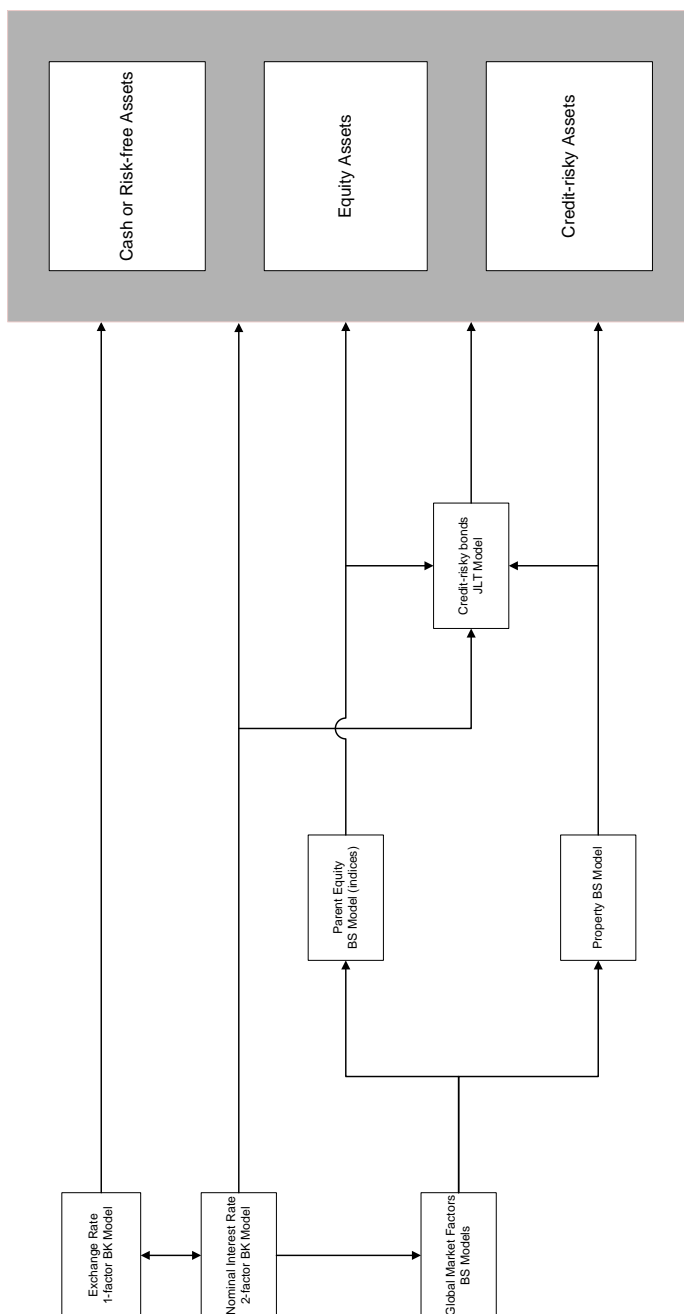 Cash or Risk-free Assets
Equity Assets
Credit-risky Assets
Credit-risky bonds
JLT Model
Parent Equity
BS Model (indices)
Property BS Model
Exchange Rate
1-factor BK Model
Nominal Interest Rate
2-factor BK Model
Global Market Factors
BS Models